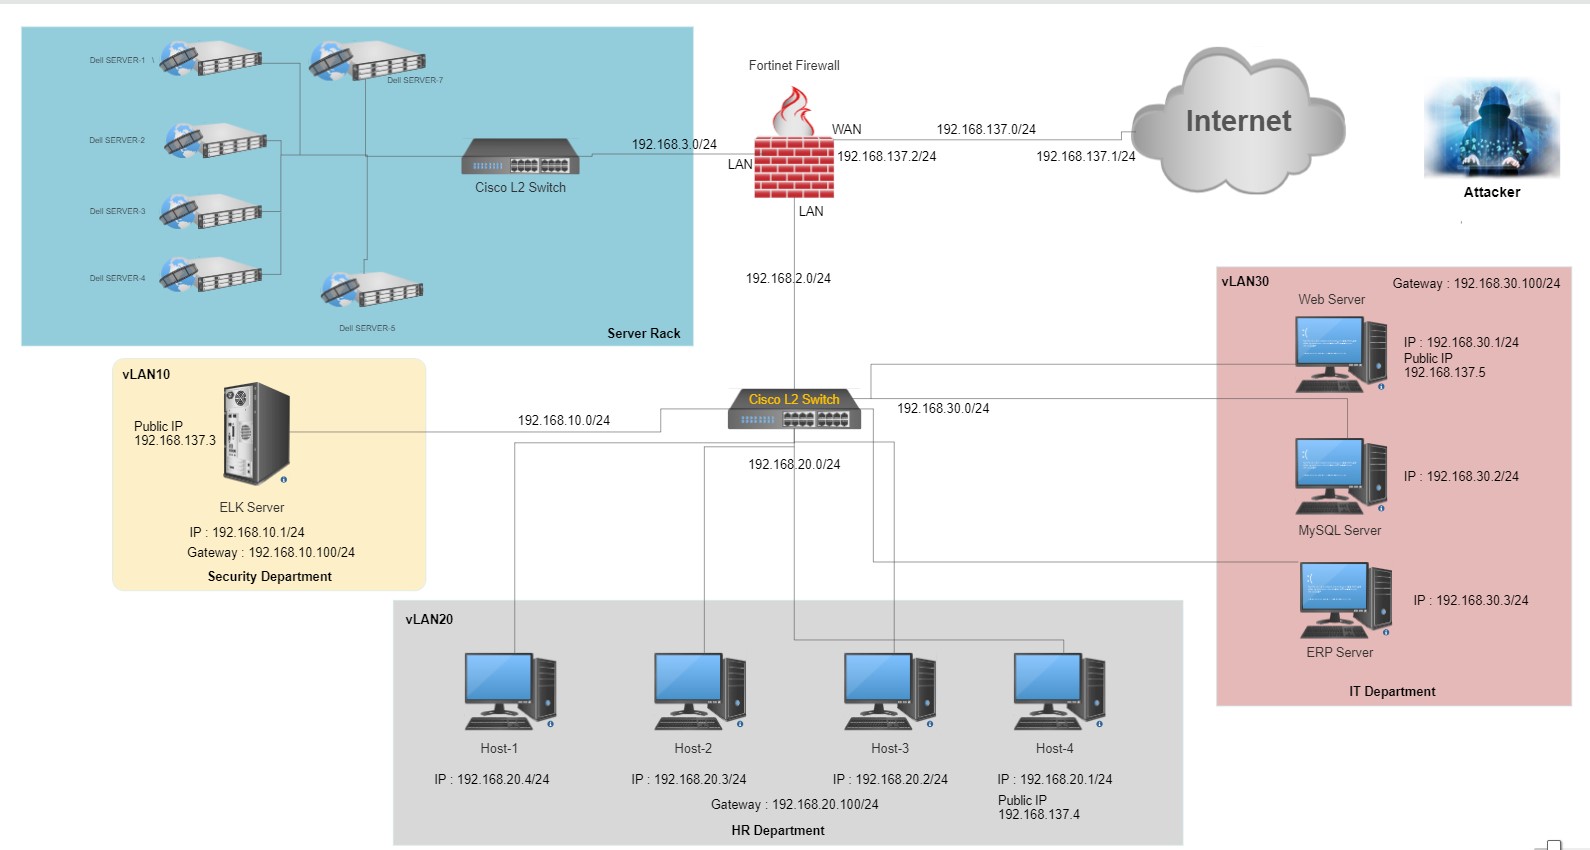 Dell SERVER-1 \
Dell SERVER-7
Dell SERVER-2
Dell SERVER-3
Dell SERVER-4
Dell SERVER-5
Cisco L2 Switch
Server Rack
192.168.3.0/24
Fortinet Firewall
LAN
WAN
LAN
192.168.137.0/24
192.168.137.2/24
192.168.137.1/24
Internet
Attacker
192.168.2.0/24
vLAN10
Public IP
192.168.137.3
ELK Server
IP : 192.168.10.1/24
Gateway : 192.168.10.100/24
Security Department
192.168.10.0/24
Cisco L2 Switch
192.168.30.0/24
192.168.20.0/24
vLAN30
Gateway : 192.168.30.100/24
Web Server
IP : 192.168.30.1/24
Public IP
192.168.137.5
IP : 192.168.30.2/24
MySQL Server
IP : 192.168.30.3/24
ERP Server
IT Department
vLAN20
Host-1
Host-2
Host-3
Host-4
IP : 192.168.20.4/24
IP : 192.168.20.3/24
IP : 192.168.20.2/24
IP : 192.168.20.1/24
Public IP
192.168.137.4
Gateway : 192.168.20.100/24
HR Department